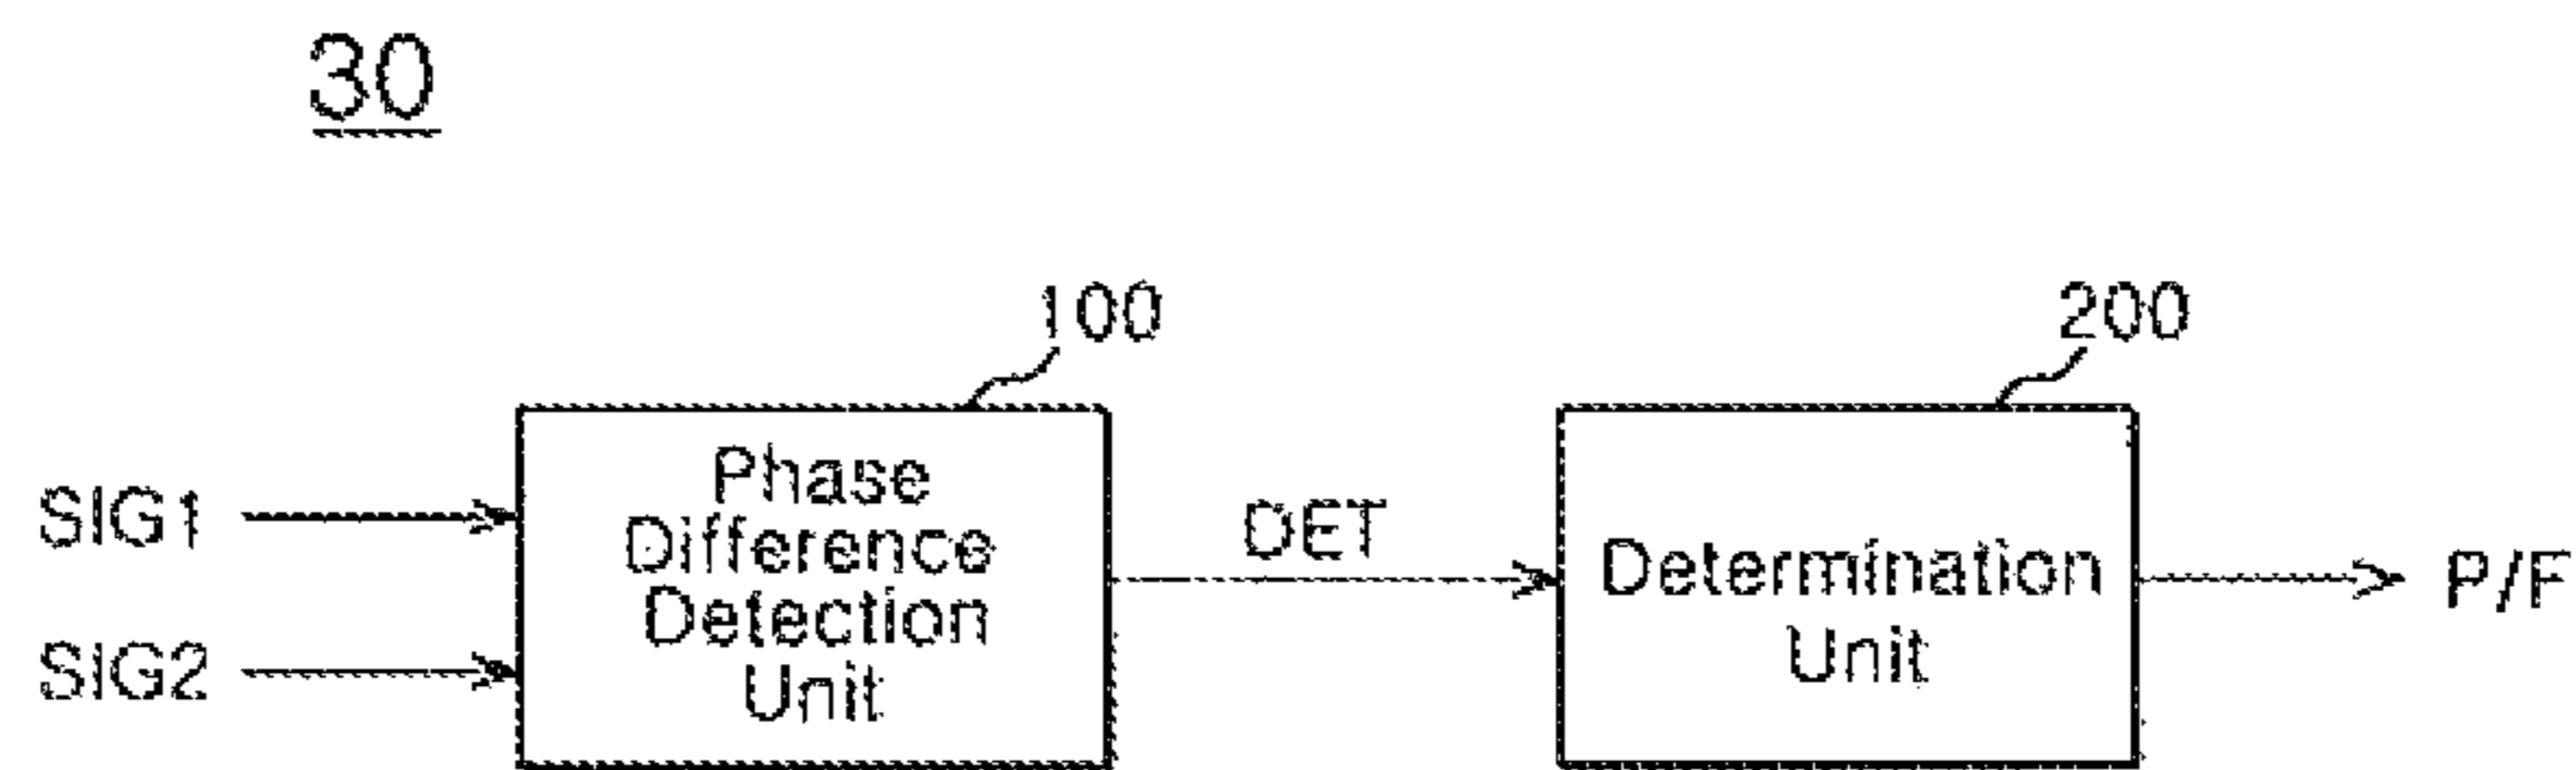 30
100
200
SIG1
SIG2
Phase
Difference
Detection
Unit
DET
Determination
Unit
P/F